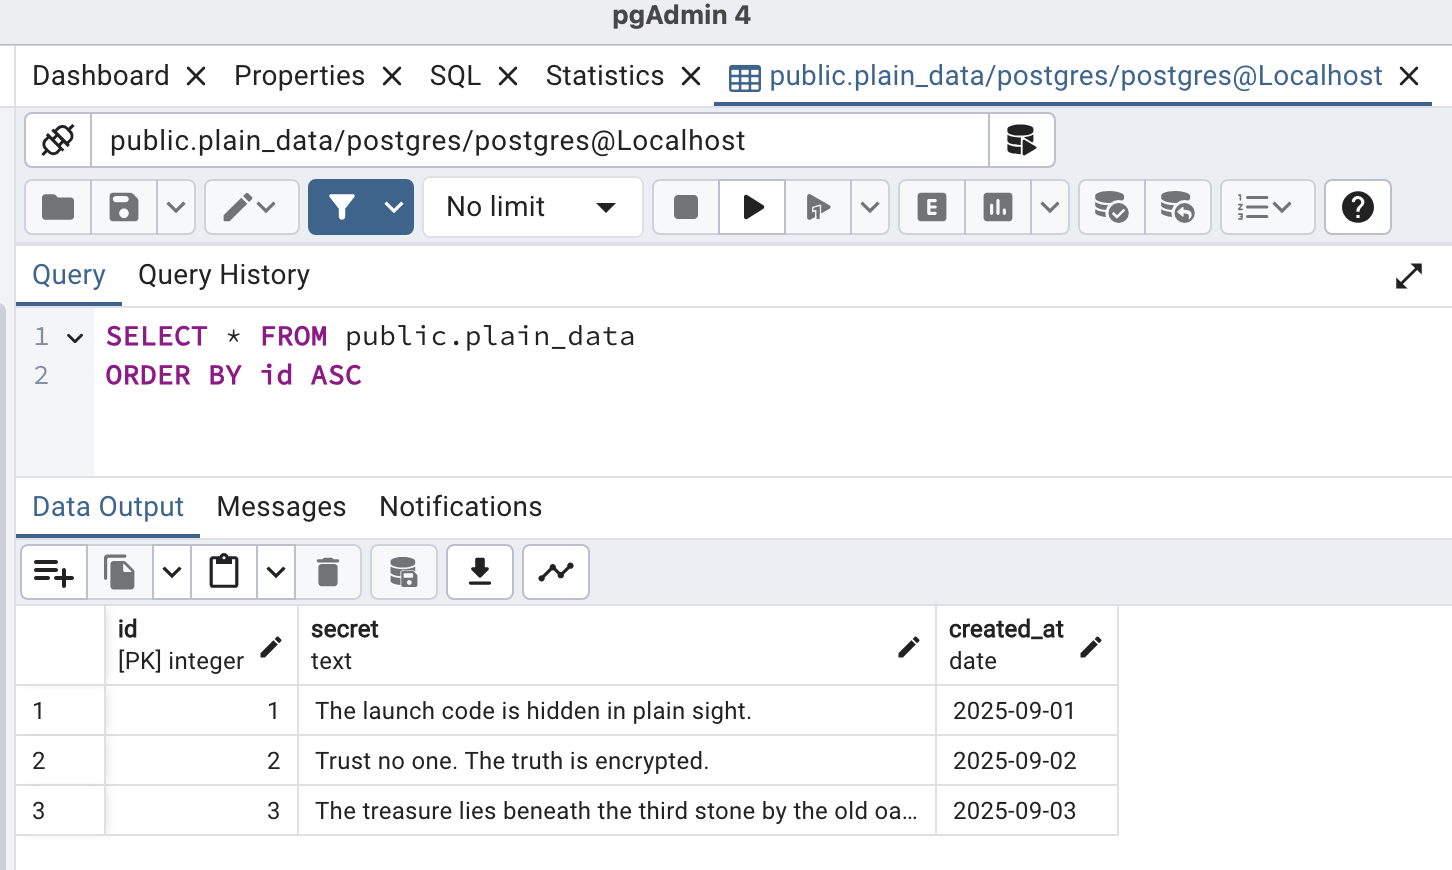 pgAdmin 4
Dashboard Properties SQL Statistics public.plain_data/postgres/postgres@Localhost
public.plain_data/postgres/postgres@Localhost
No limit
Query Query History
1 SELECT * FROM public.plain_data
2 ORDER BY id ASC
Data Output Messages Notifications
id secret created_at
[PK] integer text date
1 1 The launch code is hidden in plain sight. 2025-09-01
2 2 Trust no one. The truth is encrypted. 2025-09-02
3 3 The treasure lies beneath the third stone by the old oa... 2025-09-03